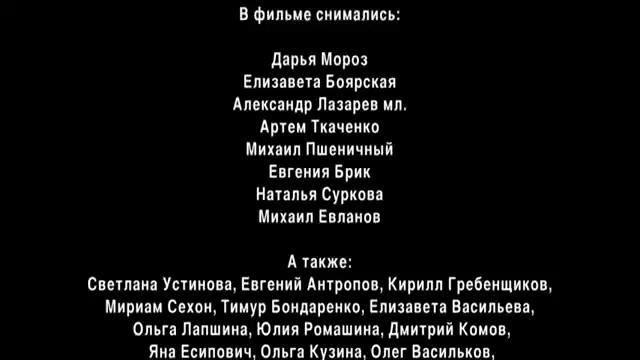 В фильме снимались:
Дарья Мороз
Елизавета Боярская
Александр Лазарев мл.
Артем Ткаченко
Михаил Пшеничный
Евгения Брик
Наталья Суркова
Михаил Евланов
А также:
Светлана Устинова, Евгений Антропов, Кирилл Гребенщиков,
Мириам Сехон, Тимур Бондаренко, Елизавета Васильева,
Ольга Лапшина, Юлия Ромашина, Дмитрий Комов,
Яна Есипович, Ольга Кузина, Олег Васильков,